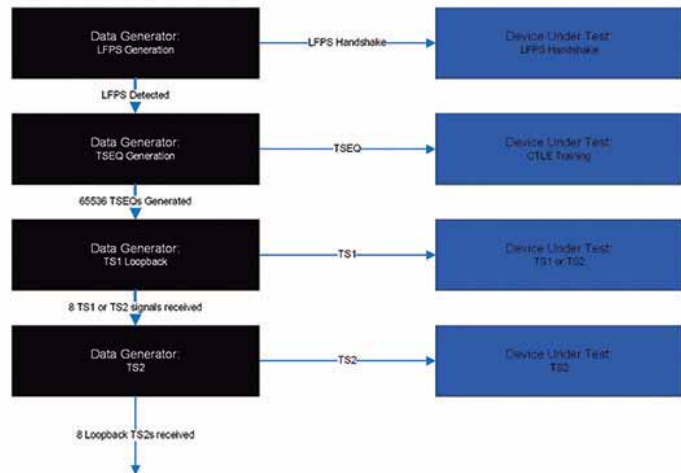 Data Generator:
LFPS Generation
LFPS Handshake
Device Under Test:
LFPS Handshake
LFPS Detected
Data Generator:
TSEQ Generation
TSEQ
Device Under Test:
CTLE Training
65536 TSEQs Generated
Data Generator:
TS1 Loopback
TS1
Device Under Test:
TS1 or TS2
8 TS1 or TS2 signals received
Data Generator:
TS2
TS2
Device Under Test:
TS2
8 Loopback TS2s received